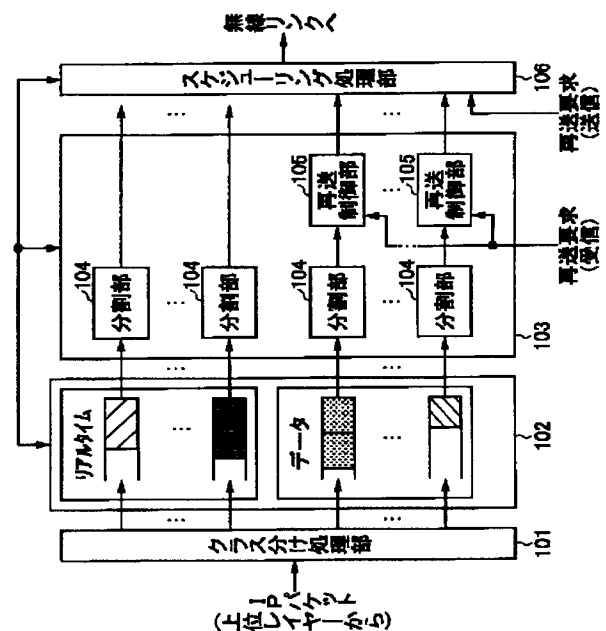 IPパケット
(上位レイヤーから)
クラス分け処理部
101
リアルタイム
データ
102
104
分割部
104
分割部
104
分割部
104
分割部
103
106
再送
制御部
105
再送
制御部
再送要求
(受信)
スケジューリング処理部
106
再送要求
(送信)
無線リンクへ